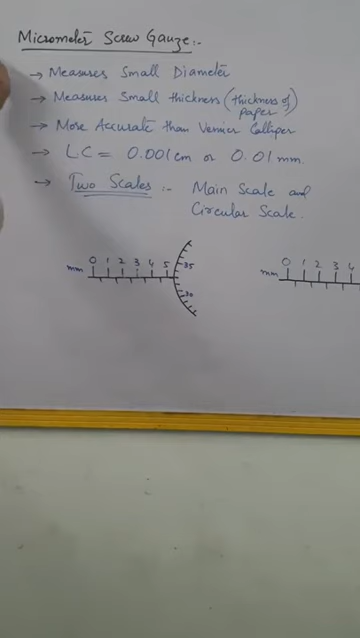 Micrometer Screw Gauge:-
→ Measures Small Diameter
→ Measures Small thickness (thickness of paper)
→ More Accurate than Vernier Calliper
→ LC = 0.001 cm or 0.01 mm.
→ Two Scales :- Main Scale and
Circular Scale.
mm 0 1 2 3 4 5 35
30
mm 0 1 2 3 4